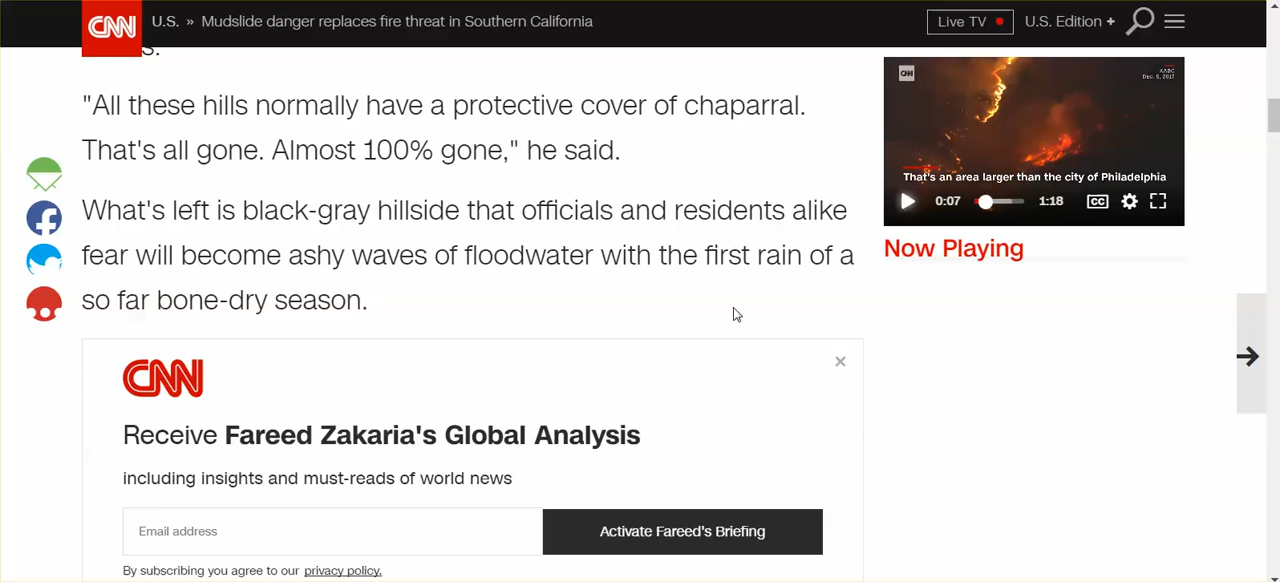 CNN
U.S. » Mudslide danger replaces fire threat in Southern California
Live TV
U.S. Edition +
s.
"All these hills normally have a protective cover of chaparral.
That's all gone. Almost 100% gone," he said.
What's left is black-gray hillside that officials and residents alike
fear will become ashy waves of floodwater with the first rain of a
so far bone-dry season.
CNN
KABC
Dec. 6, 2017
That's an area larger than the city of Philadelphia
0:07
1:18
CC
Now Playing
CNN
Receive Fareed Zakaria's Global Analysis
including insights and must-reads of world news
Email address
Activate Fareed's Briefing
By subscribing you agree to our privacy policy.